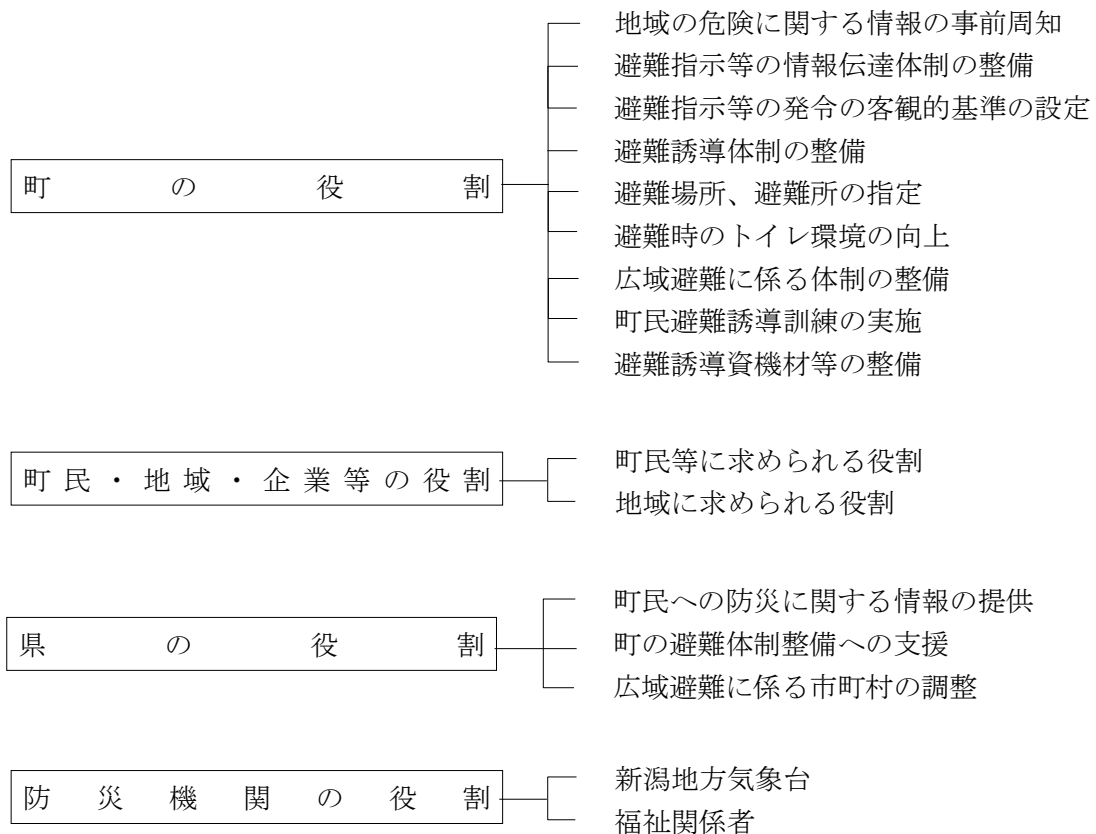 町の役割
地域の危険に関する情報の事前周知
避難指示等の情報伝達体制の整備
避難指示等の発令の客観的基準の設定
避難誘導体制の整備
避難場所、避難所の指定
避難時のトイレ環境の向上
広域避難に係る体制の整備
町民避難誘導訓練の実施
避難誘導資機材等の整備
町民・地域・企業等の役割
町民等に求められる役割
地域に求められる役割
県の役割
町民への防災に関する情報の提供
町の避難体制整備への支援
広域避難に係る市町村の調整
防災機関の役割
新潟地方気象台
福祉関係者